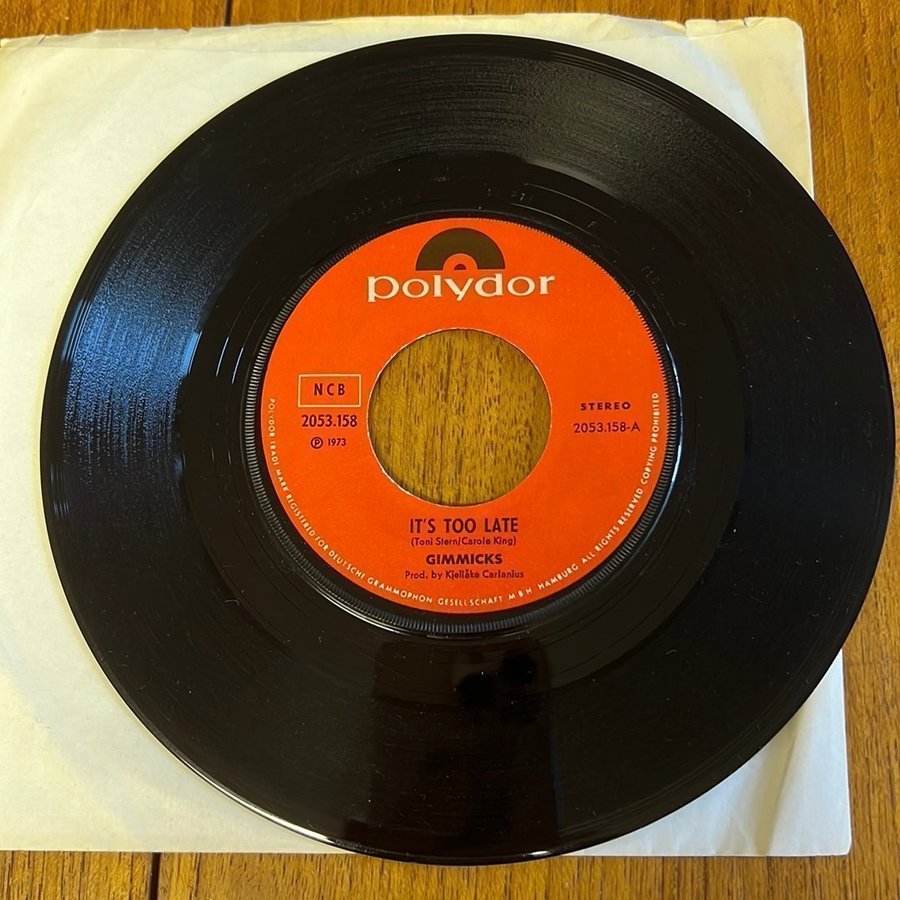 polydor
NCB
2053.158
Ⓟ 1973
STEREO
2053.158-A
IT'S TOO LATE
(Toni Stern/Carole King)
GIMMICKS
Prod. by Kjellåke Carlanius
POLYDOR TRADE MARK REGISTERED FOR DEUTSCHE GRAMMOPHON GESELLSCHAFT MBH HAMBURG ALL RIGHTS RESERVED COPYING PROHIBITED